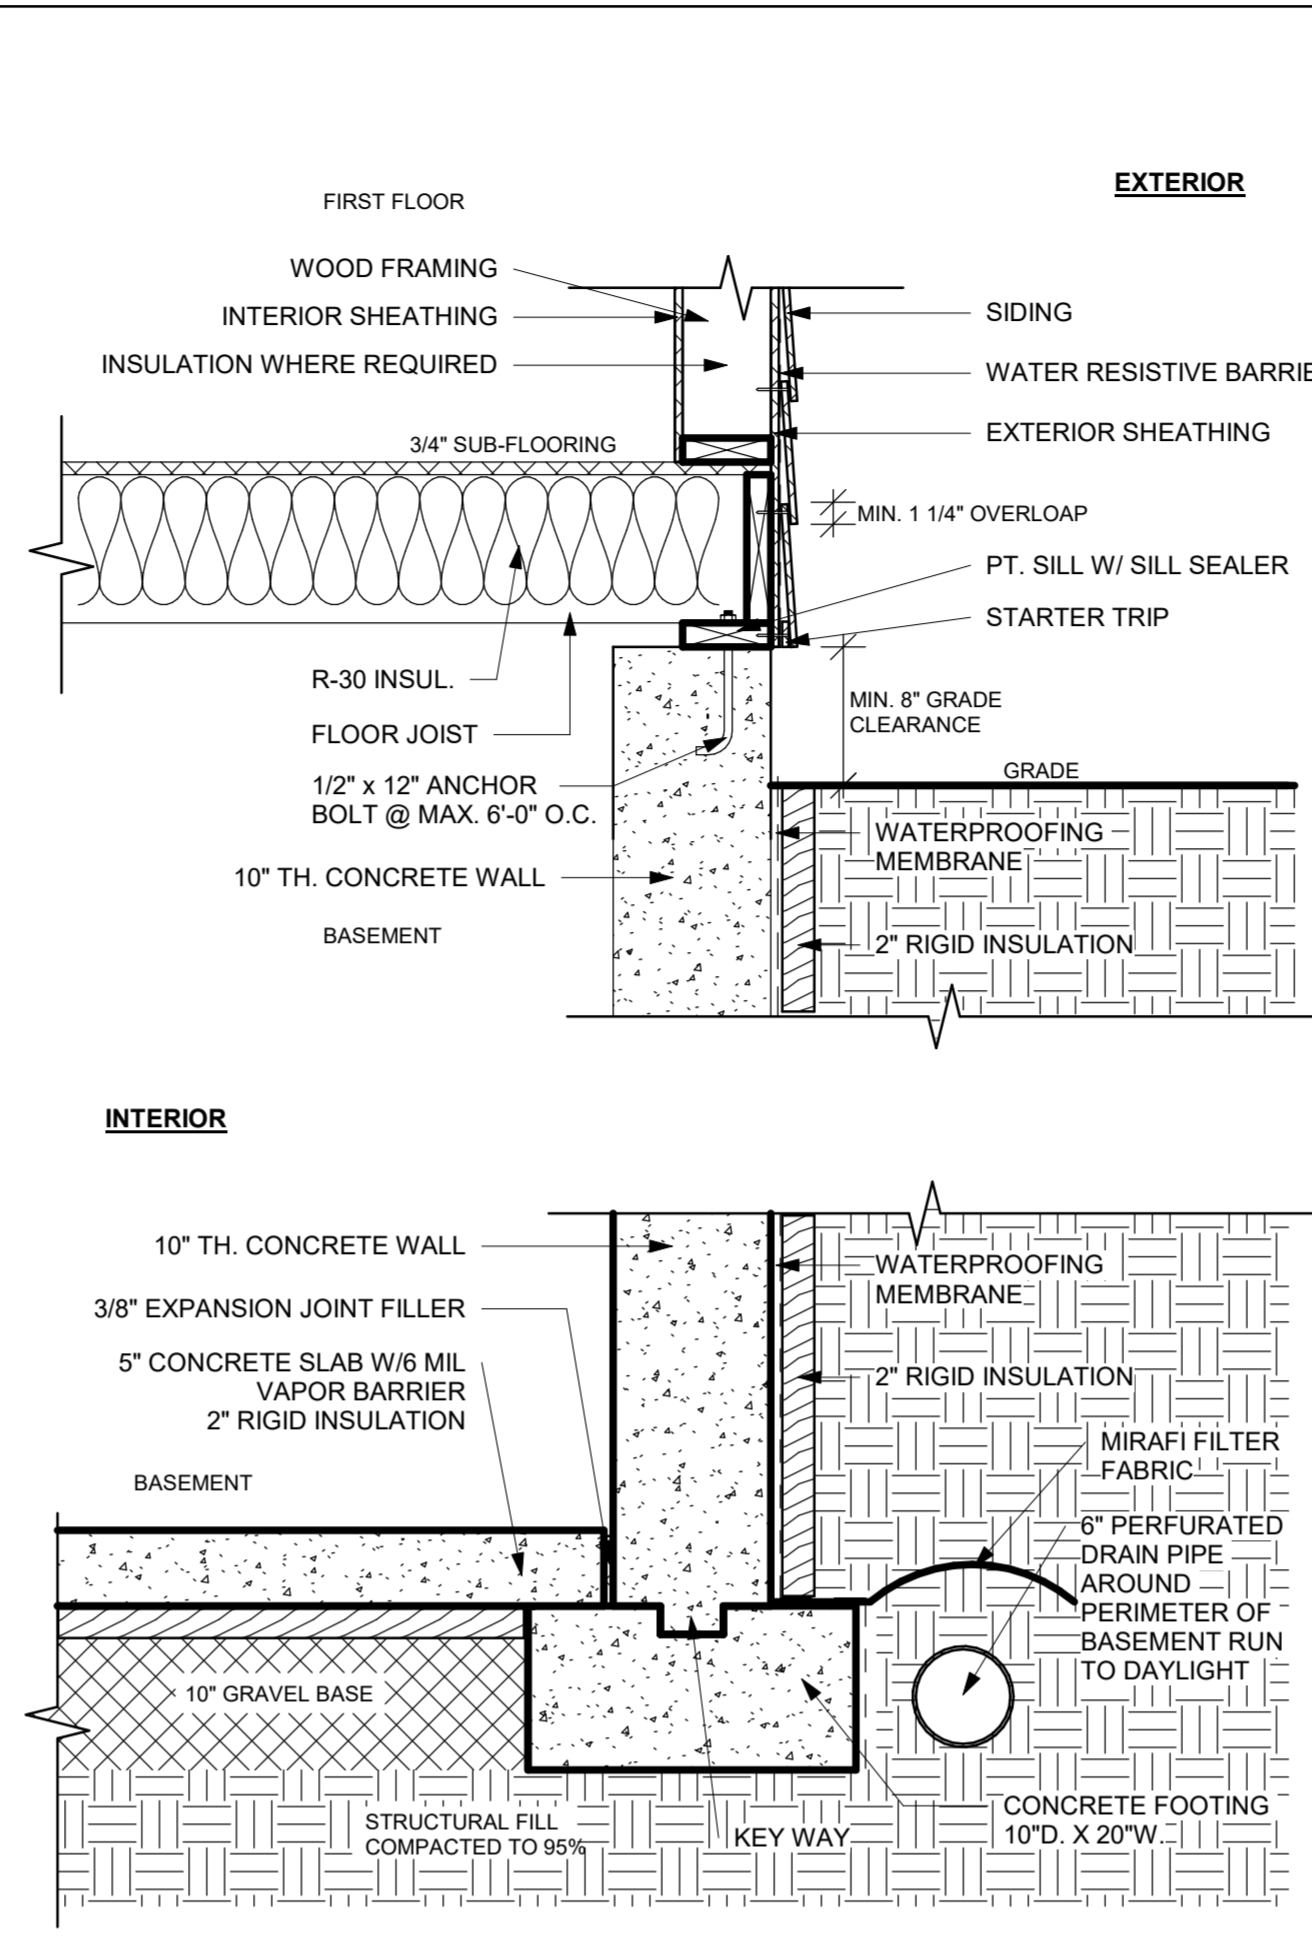 EXTERIOR
FIRST FLOOR
WOOD FRAMING
INTERIOR SHEATHING
INSULATION WHERE REQUIRED
SIDING
WATER RESISTIVE BARRIE
EXTERIOR SHEATHING
3/4" SUB-FLOORING
MIN. 1 1/4" OVERLOAP
PT. SILL W/ SILL SEALER
STARTER TRIP
R-30 INSUL.
FLOOR JOIST
1/2" x 12" ANCHOR
BOLT @ MAX. 6'-0" O.C.
MIN. 8" GRADE
CLEARANCE
GRADE
WATERPROOFING
MEMBRANE
10" TH. CONCRETE WALL
BASEMENT
2" RIGID INSULATION
INTERIOR
10" TH. CONCRETE WALL
3/8" EXPANSION JOINT FILLER
5" CONCRETE SLAB W/6 MIL
VAPOR BARRIER
2" RIGID INSULATION
BASEMENT
WATERPROOFING
MEMBRANE
2" RIGID INSULATION
MIRAFI FILTER
FABRIC
6" PERFURATED
DRAIN PIPE
AROUND
PERIMETER OF
BASEMENT RUN
TO DAYLIGHT
10" GRAVEL BASE
STRUCTURAL FILL
COMPACTED TO 95%
KEY WAY
CONCRETE FOOTING
10"D. X 20"W.